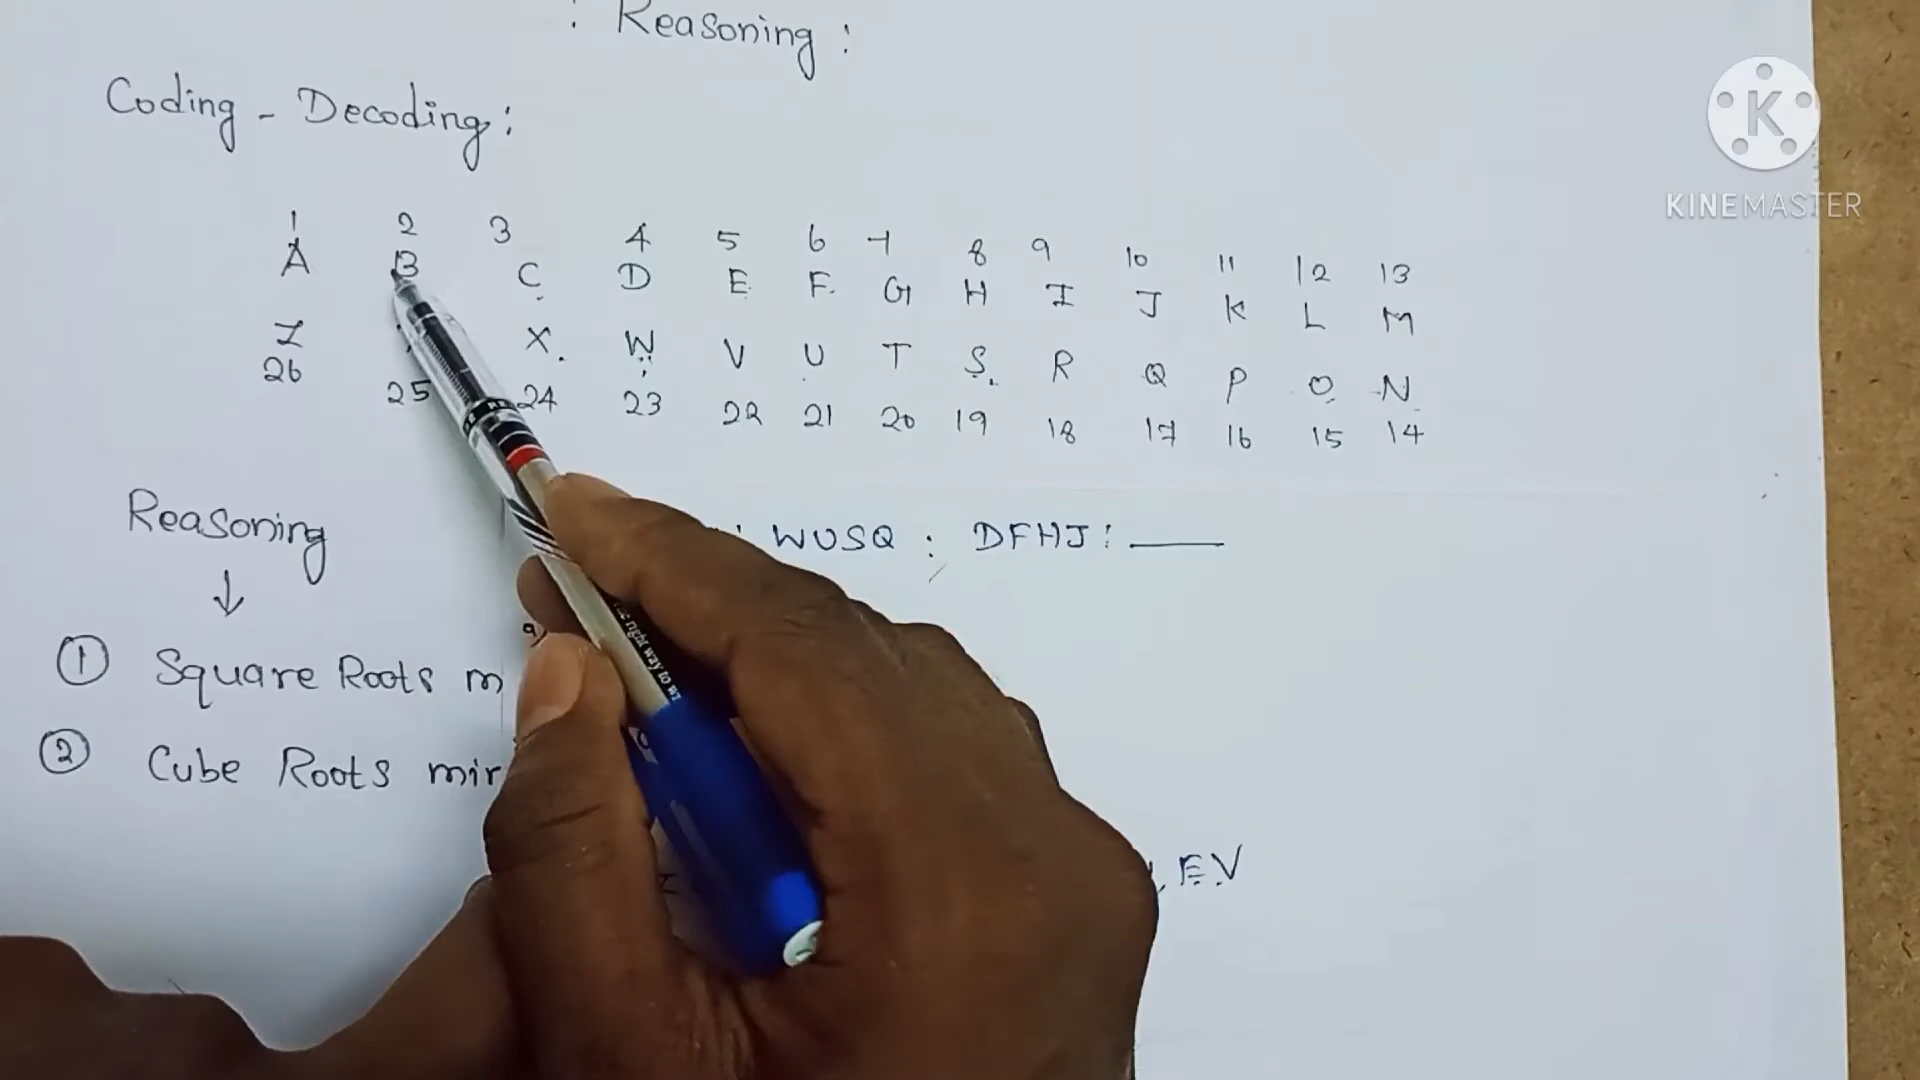 : Reasoning :
Coding - Decoding :
1 2 3 4 5 6 7 8 9 10 11 12 13
A B C D E F G H I J K L M
Z X W V U T S R Q P O N
26 25 24 23 22 21 20 19 18 17 16 15 14
Reasoning
: WUSQ : DFHJ : ____
↓
a)
① Square Roots
② Cube Roots
EV
KINEMASTER